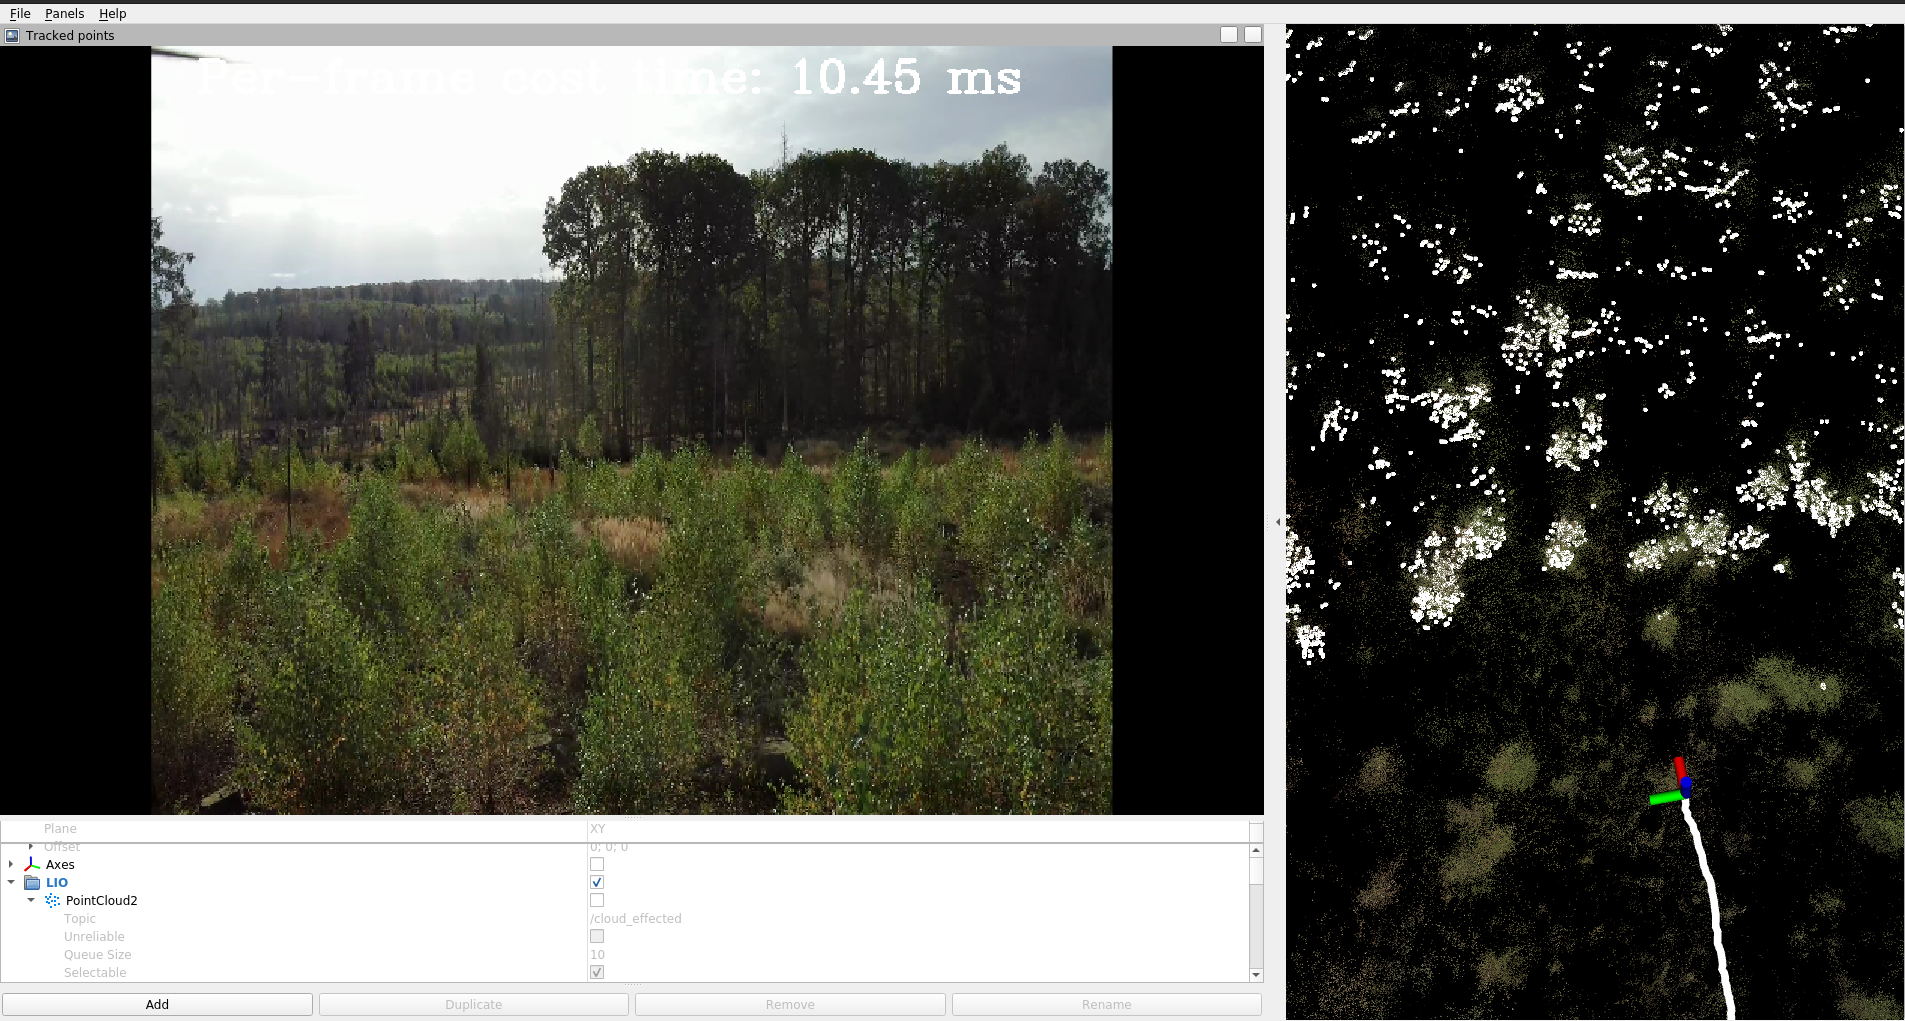 File Panels Help
Tracked points
Per-frame cost time: 10.45 ms
Plane XY
Offset 0; 0; 0
Axes
LIO
PointCloud2
Topic /cloud_effected
Unreliable
Queue Size 10
Selectable
Add Duplicate Remove Rename